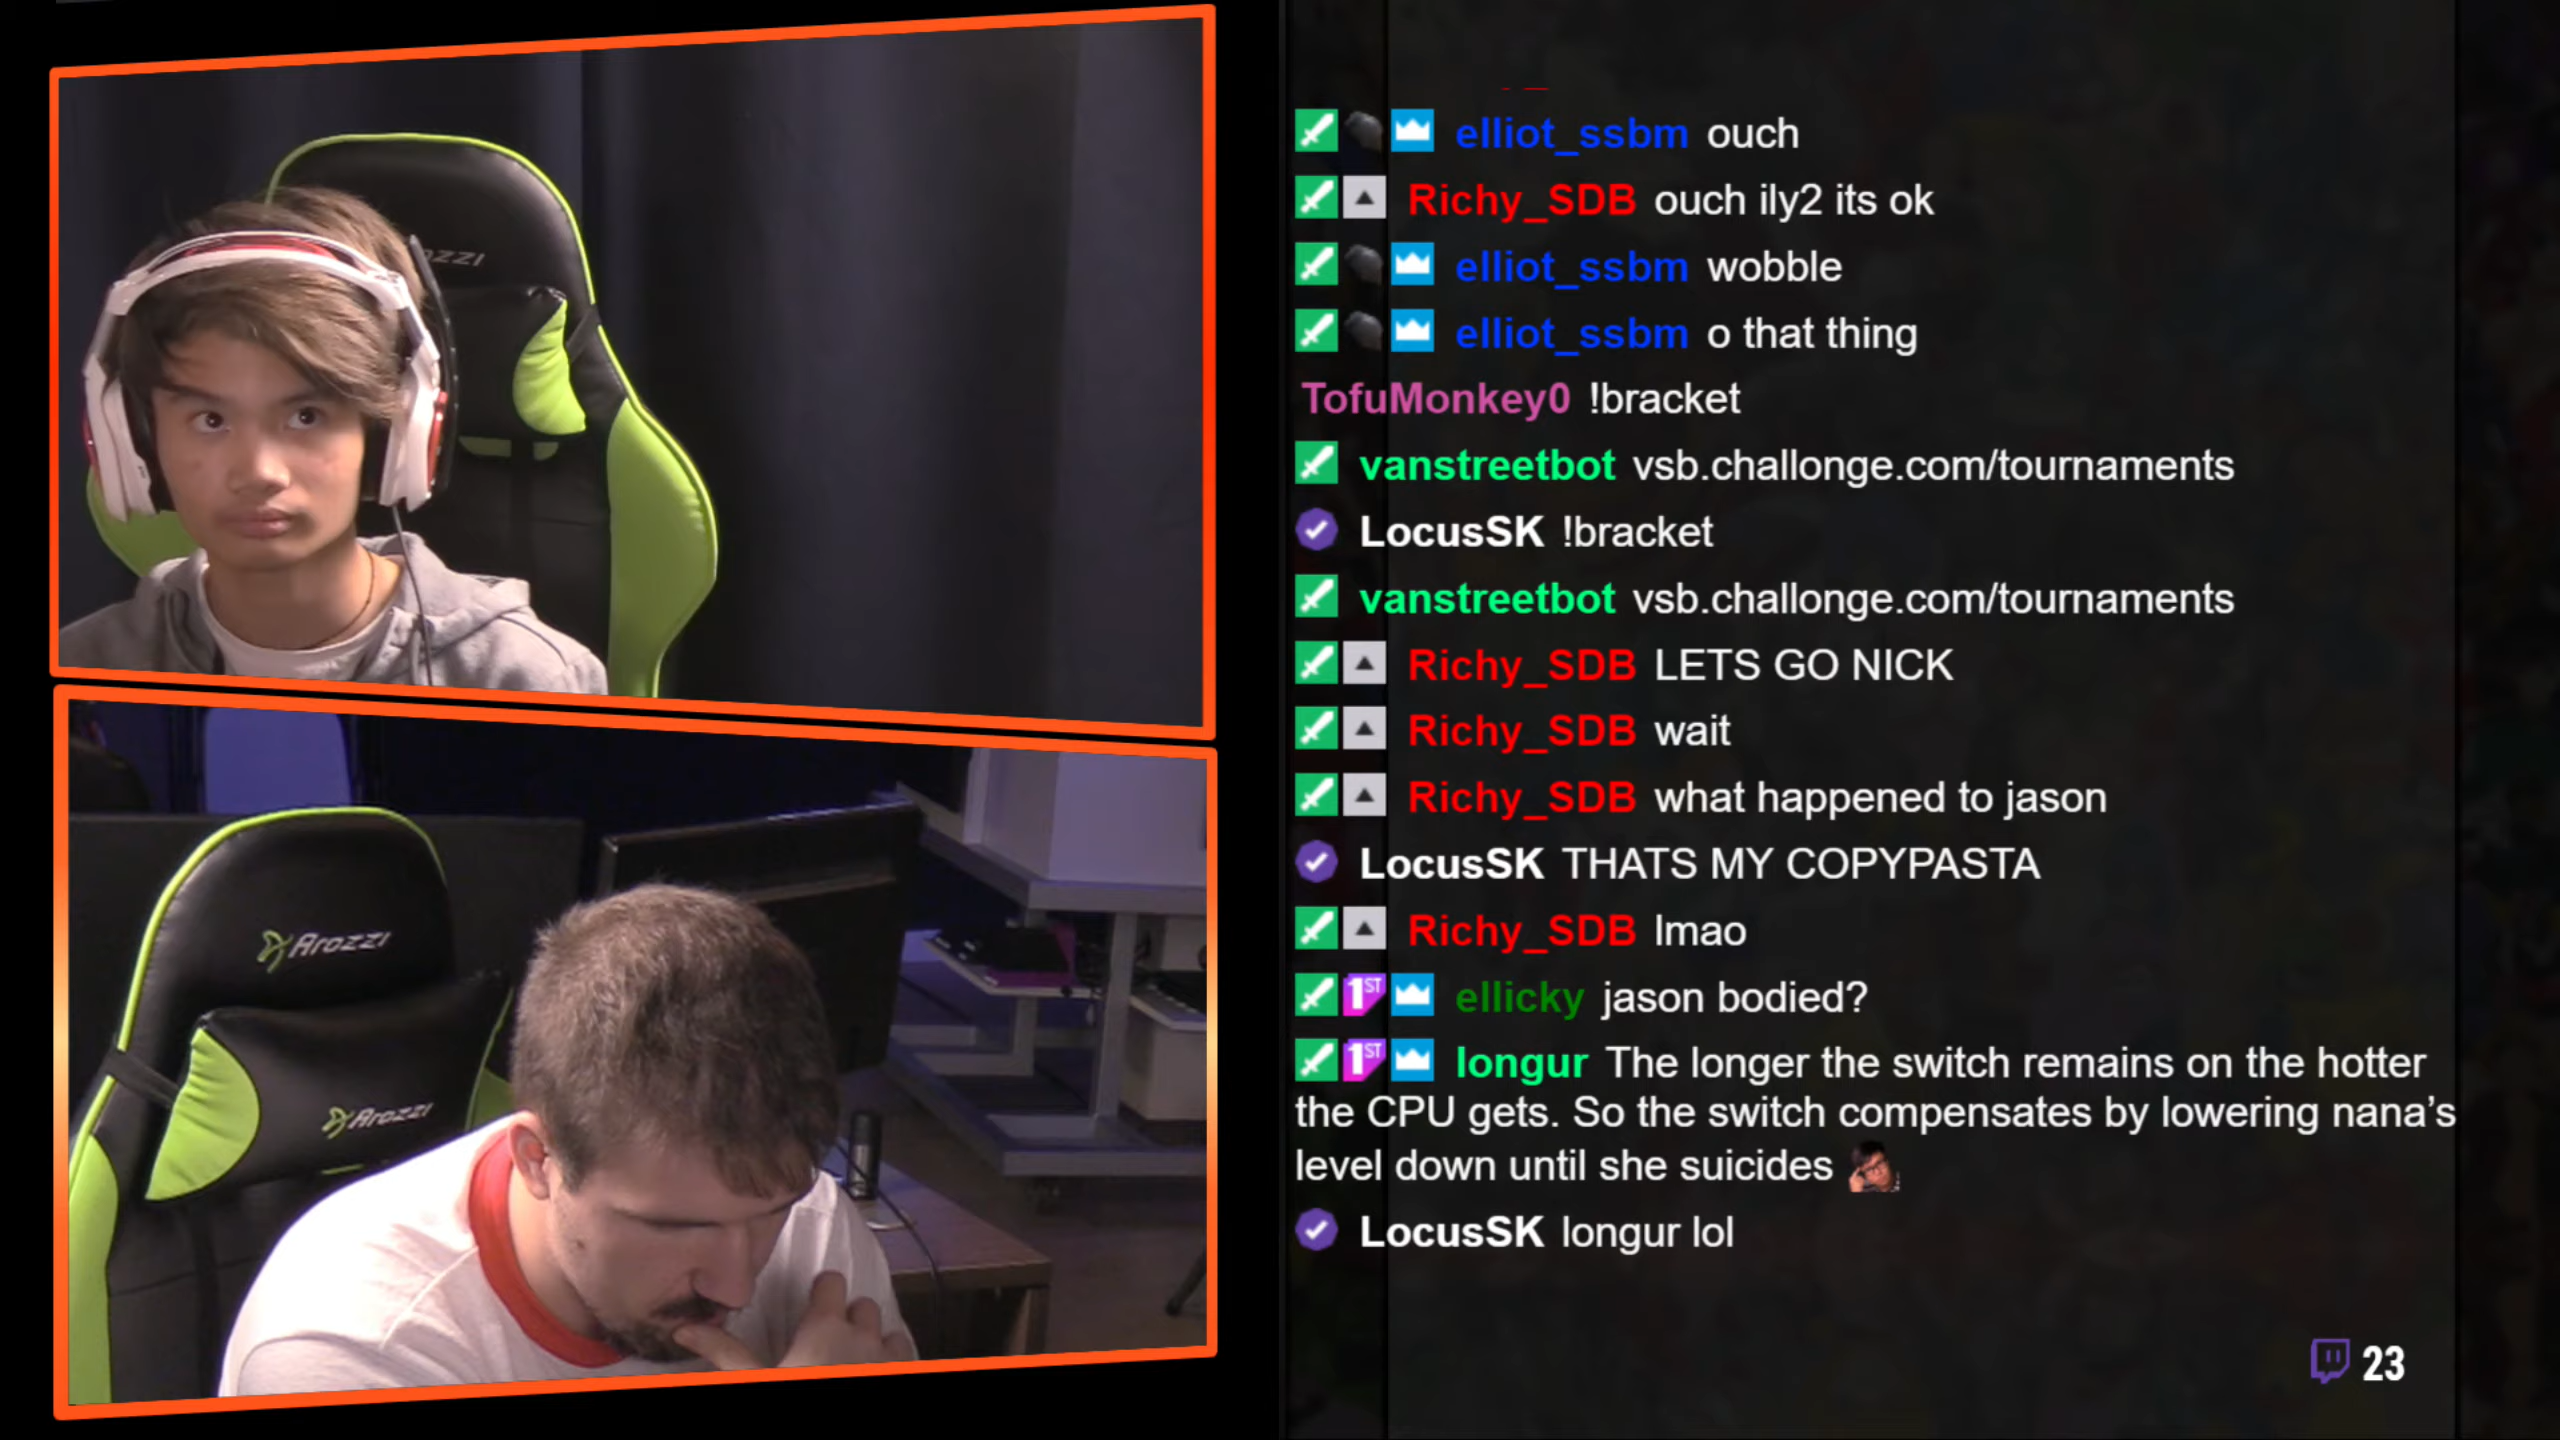 ozzi
Arozzi
Arozzi
elliot_ssbm ouch
Richy_SDB ouch ily2 its ok
elliot_ssbm wobble
elliot_ssbm o that thing
TofuMonkey0 !bracket
vanstreetbot vsb.challonge.com/tournaments
LocusSK !bracket
vanstreetbot vsb.challonge.com/tournaments
Richy_SDB LETS GO NICK
Richy_SDB wait
Richy_SDB what happened to jason
LocusSK THATS MY COPYPASTA
Richy_SDB lmao
1ST ellicky jason bodied?
1ST longur The longer the switch remains on the hotter
the CPU gets. So the switch compensates by lowering nana’s
level down until she suicides
LocusSK longur lol
23